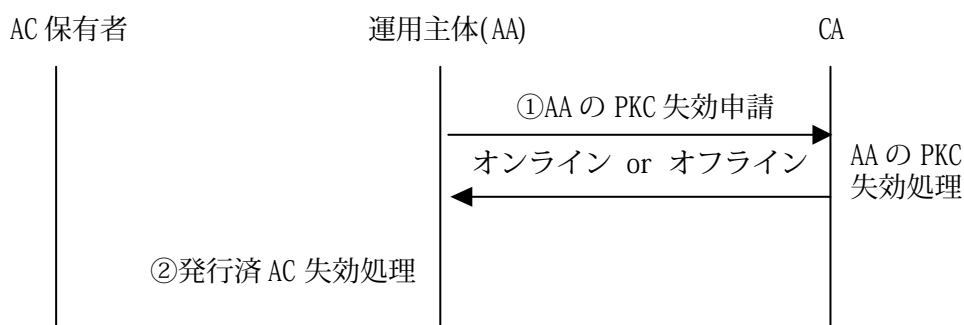 AC 保有者
運用主体(AA)
CA
①AA の PKC 失効申請
オンライン or オフライン
AA の PKC
失効処理
②発行済 AC 失効処理